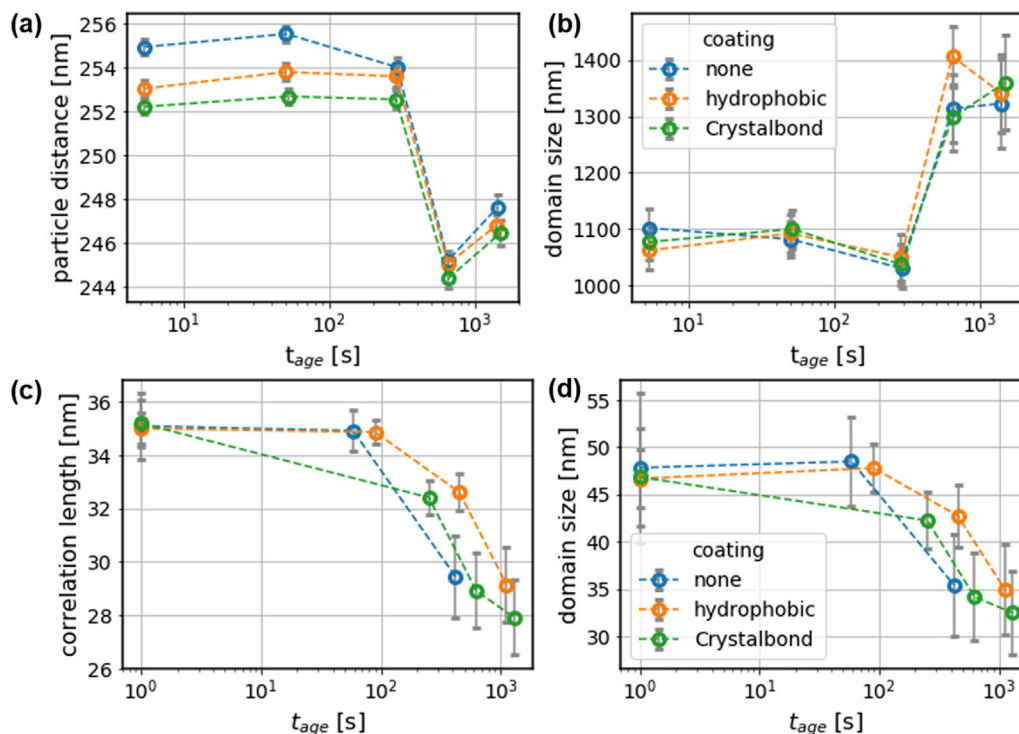 (a)
particle distance [nm]
256
254
252
250
248
246
244
10¹
10²
10³
t_age [s]
(b)
domain size [nm]
1400
1300
1200
1100
1000
coating
none
hydrophobic
Crystalbond
10¹
10²
10³
t_age [s]
(c)
correlation length [nm]
36
34
32
30
28
26
10⁰
10¹
10²
10³
t_age [s]
(d)
domain size [nm]
55
50
45
40
35
30
coating
none
hydrophobic
Crystalbond
10⁰
10¹
10²
10³
t_age [s]